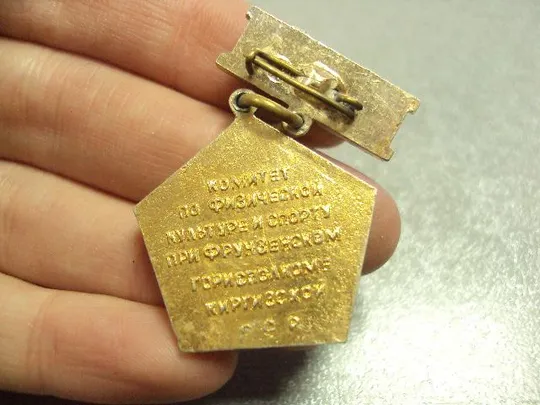 КОМИТЕТ
ПО ФИЗИЧЕСКОЙ
КУЛЬТУРЕ И СПОРТУ
ПРИ ФРУНЗЕНСКОМ
ГОРИСПОЛКОМЕ
КИРГИЗСКОЙ
ССР